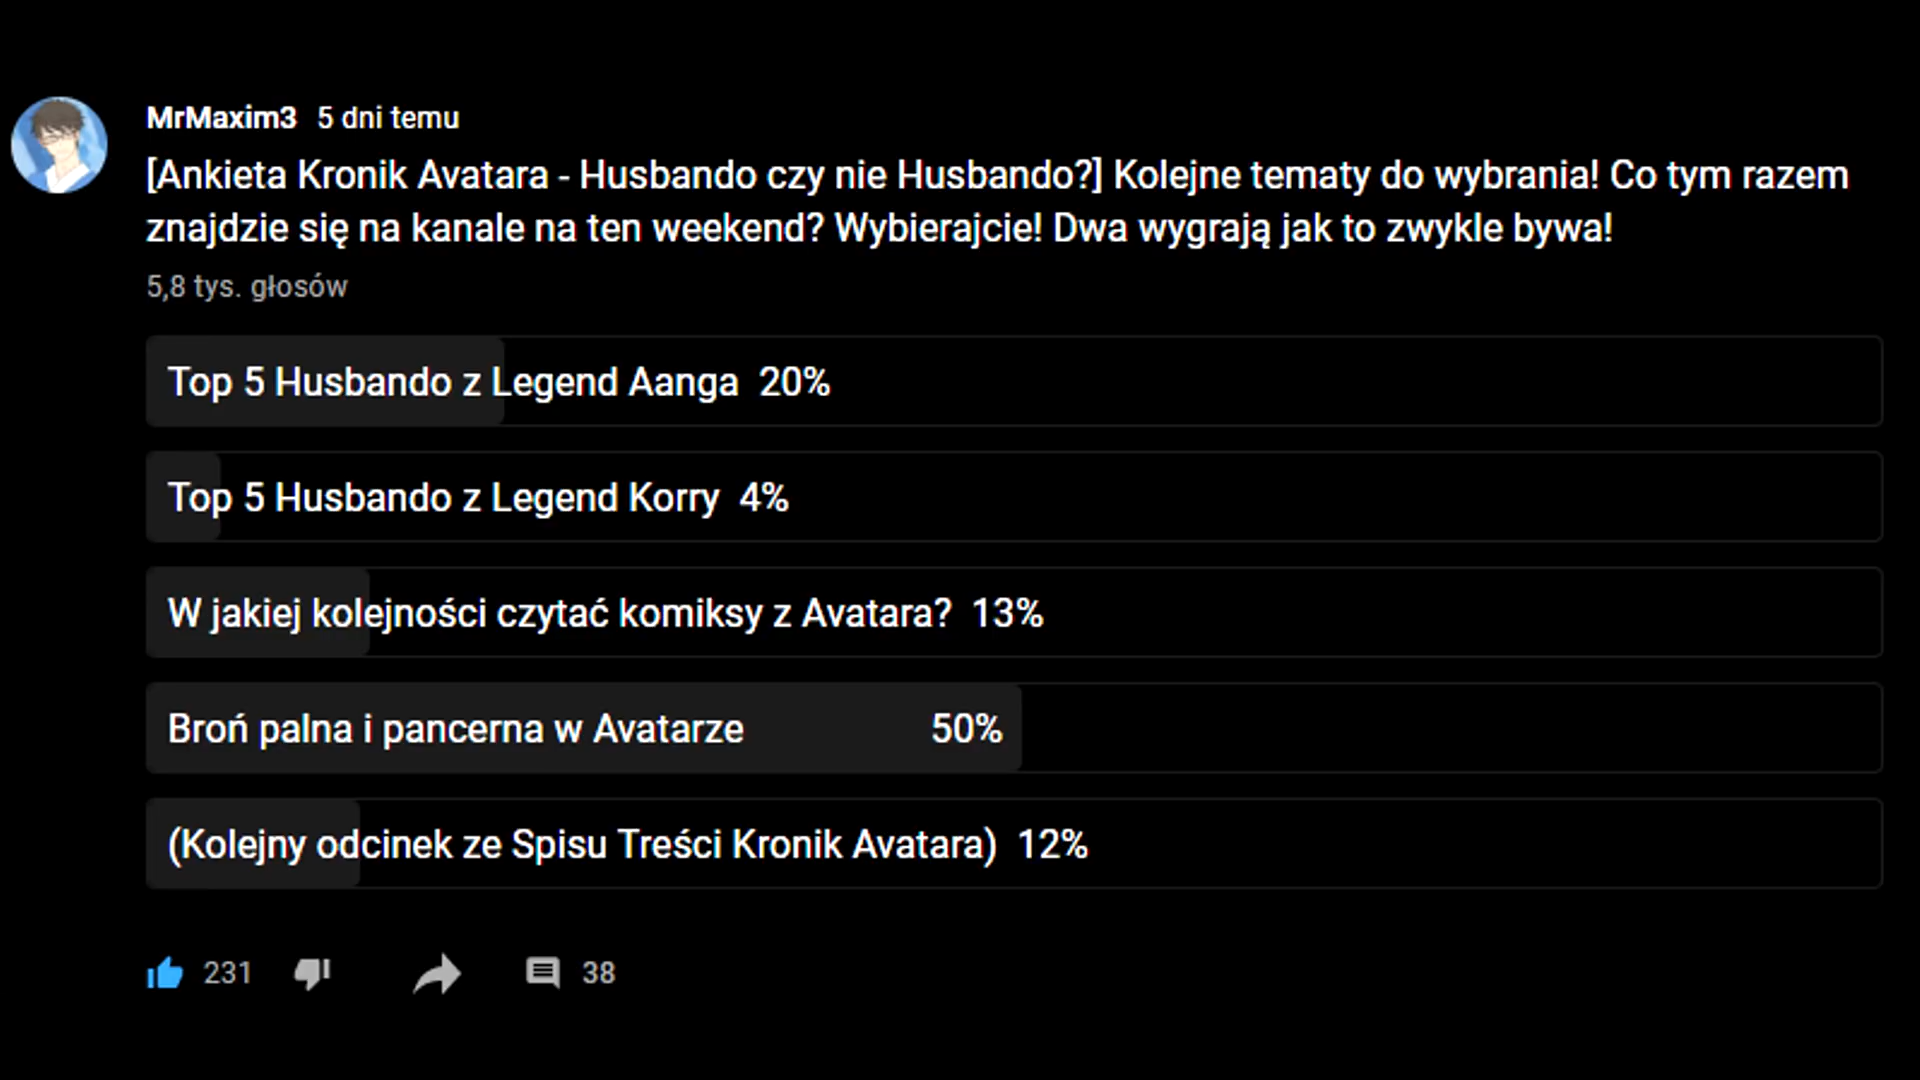 MrMaxim3 5 dni temu
[Ankieta Kronik Avatara - Husbando czy nie Husbando?] Kolejne tematy do wybrania! Co tym razem
znajdzie się na kanale na ten weekend? Wybierajcie! Dwa wygrają jak to zwykle bywa!
5,8 tys. głosów
Top 5 Husbando z Legend Aanga 20%
Top 5 Husbando z Legend Korry 4%
W jakiej kolejności czytać komiksy z Avatara? 13%
Broń palna i pancerna w Avatarze 50%
(Kolejny odcinek ze Spisu Treści Kronik Avatara) 12%
231 38